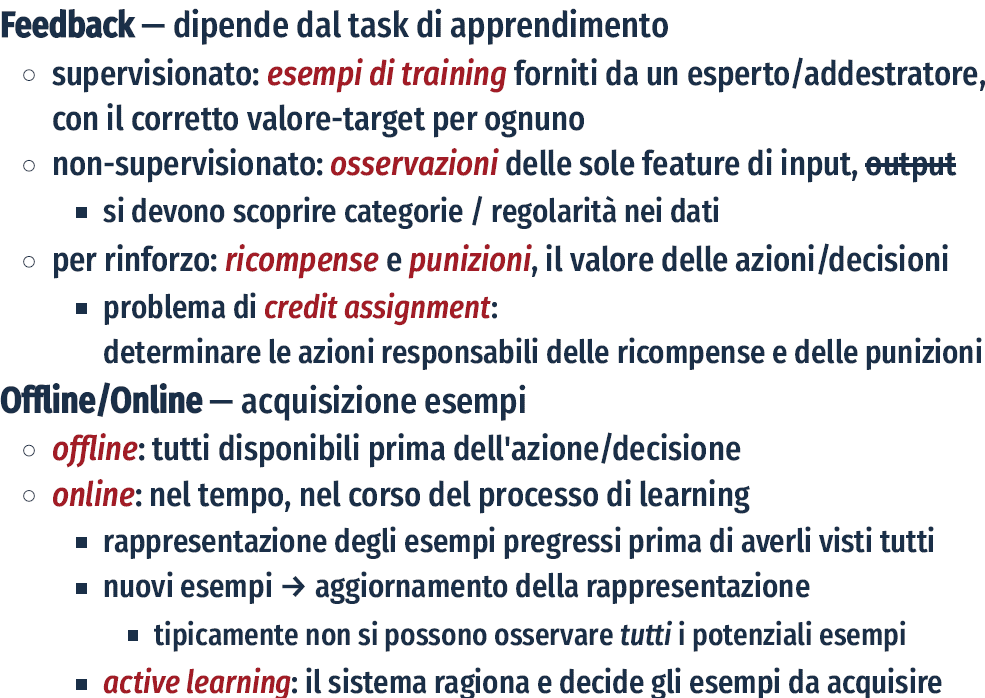 Feedback — dipende dal task di apprendimento
○ supervisionato: esempi di training forniti da un esperto/addestratore,
con il corretto valore-target per ognuno
○ non-supervisionato: osservazioni delle sole feature di input, output
▪ si devono scoprire categorie / regolarità nei dati
○ per rinforzo: ricompense e punizioni, il valore delle azioni/decisioni
▪ problema di credit assignment:
determinare le azioni responsabili delle ricompense e delle punizioni
Offline/Online — acquisizione esempi
○ offline: tutti disponibili prima dell'azione/decisione
○ online: nel tempo, nel corso del processo di learning
▪ rappresentazione degli esempi pregressi prima di averli visti tutti
▪ nuovi esempi → aggiornamento della rappresentazione
▪ tipicamente non si possono osservare tutti i potenziali esempi
▪ active learning: il sistema ragiona e decide gli esempi da acquisire